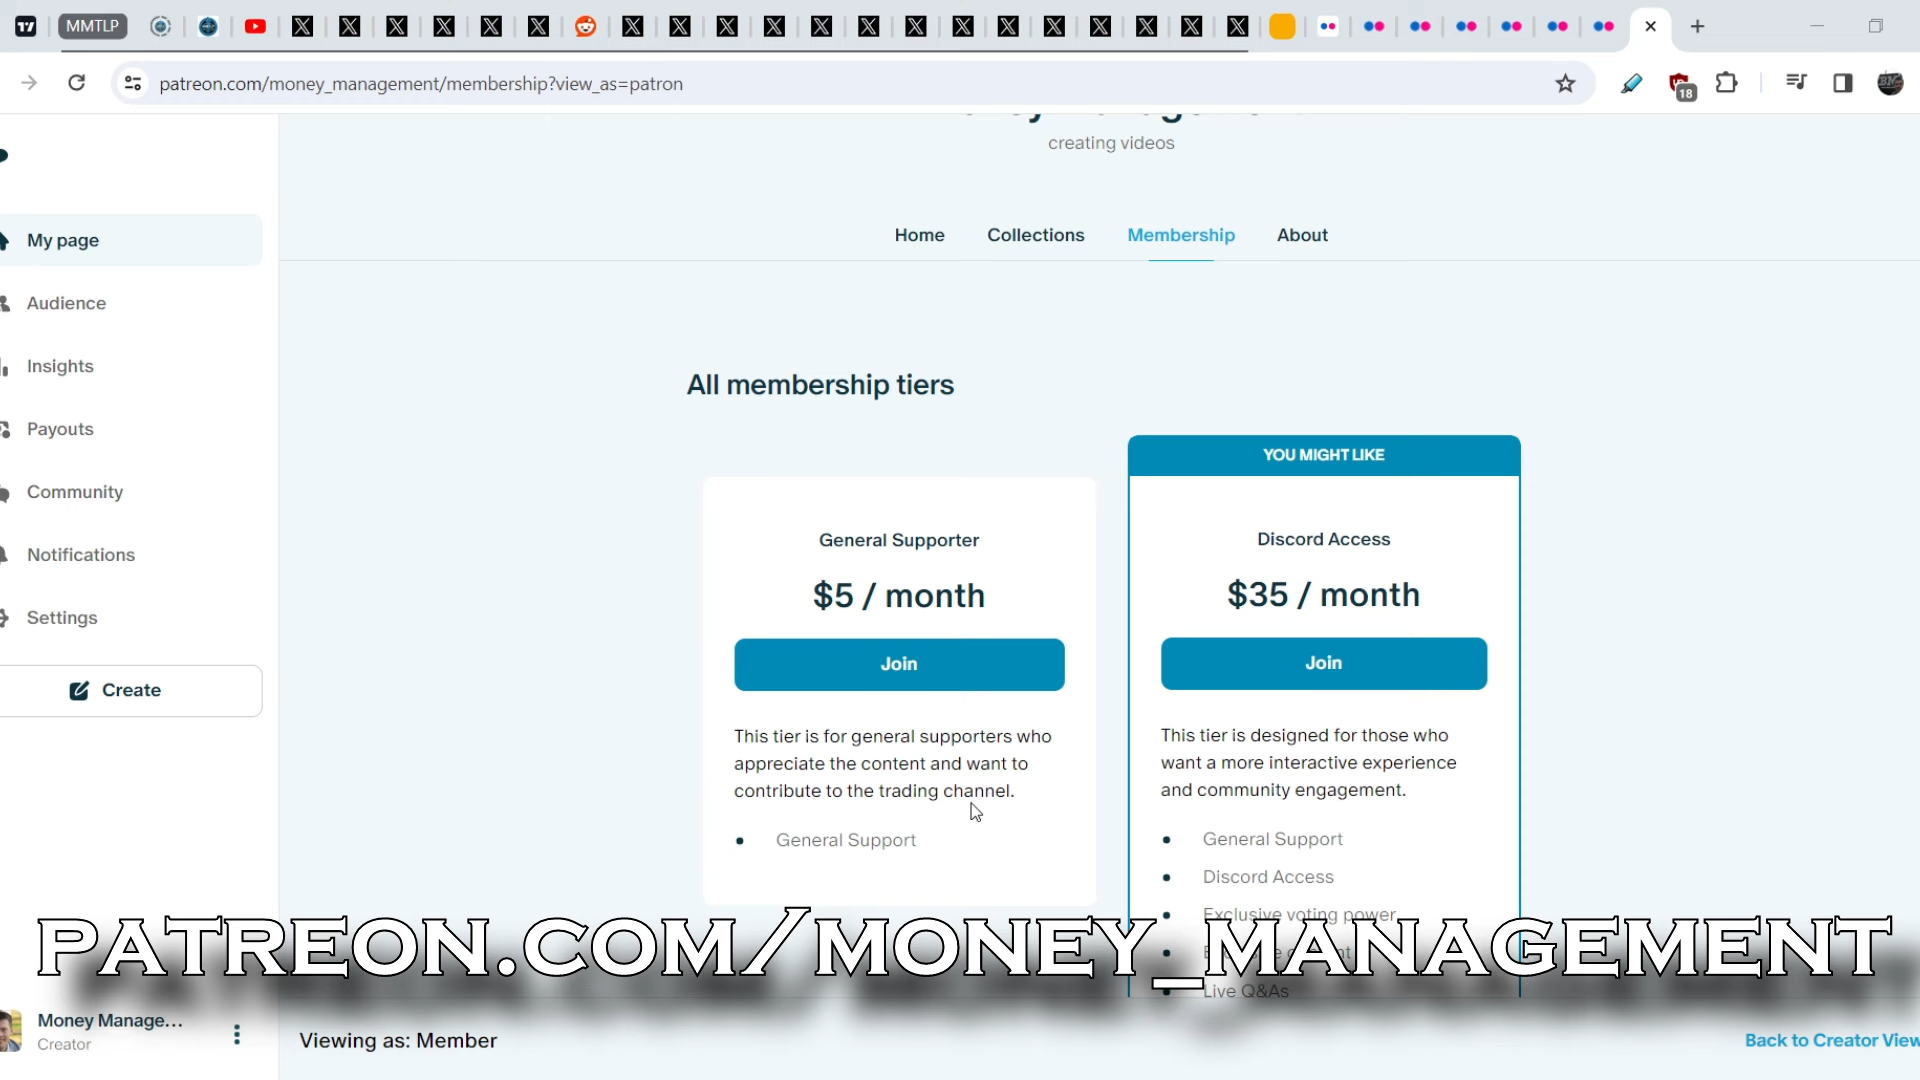 MMTLP
patreon.com/money_management/membership?view_as=patron
18
creating videos
My page
Audience
Insights
Payouts
Community
Notifications
Settings
Create
Home
Collections
Membership
About
All membership tiers
General Supporter
$5 / month
Join
This tier is for general supporters who
appreciate the content and want to
contribute to the trading channel.
General Support
YOU MIGHT LIKE
Discord Access
$35 / month
Join
This tier is designed for those who
want a more interactive experience
and community engagement.
General Support
Discord Access
Exclusive voting power
Live Q&As
PATREON.COM/MONEY_MANAGEMENT
Money Manage...
Creator
Viewing as: Member
Back to Creator View